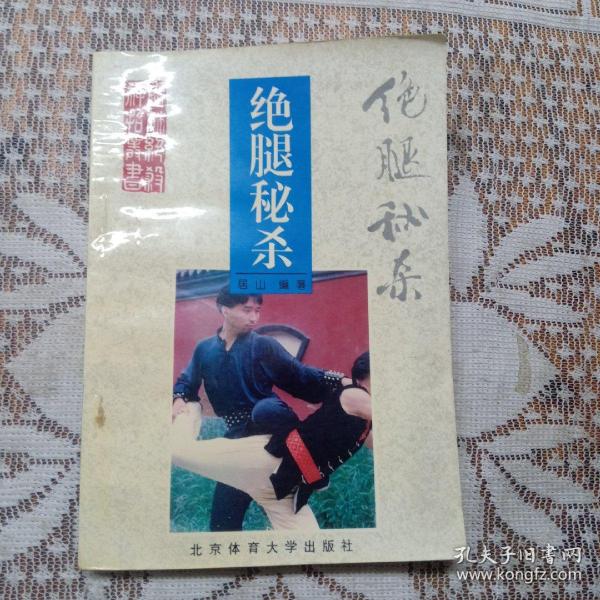 绝腿秘杀
绝腿秘杀
居山 编著
北京体育大学出版社
孔夫子旧书网
www.kongfz.com